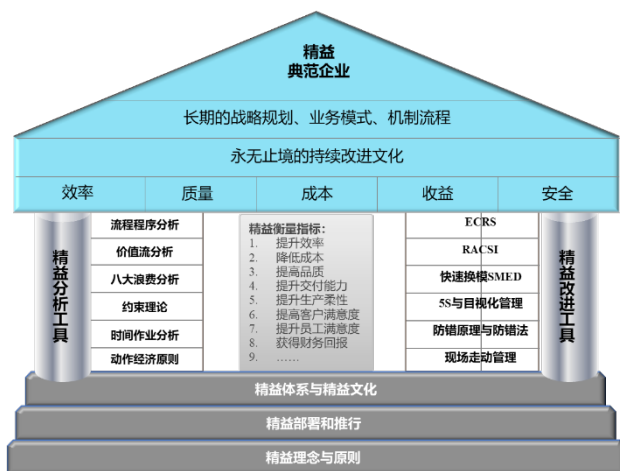 精益
典范企业
长期的战略规划、业务模式、机制流程
永无止境的持续改进文化
效率 质量 成本 收益 安全
精益分析工具
流程程序分析
价值流分析
八大浪费分析
约束理论
时间作业分析
动作经济原则
精益衡量指标：
1. 提升效率
2. 降低成本
3. 提高品质
4. 提升交付能力
5. 提升生产柔性
6. 提高客户满意度
7. 提升员工满意度
8. 获得财务回报
9. ……
ECRS
RACSI
快速换模SMED
5S与目视化管理
防错原理与防错法
现场走动管理
精益改进工具
精益体系与精益文化
精益部署和推行
精益理念与原则